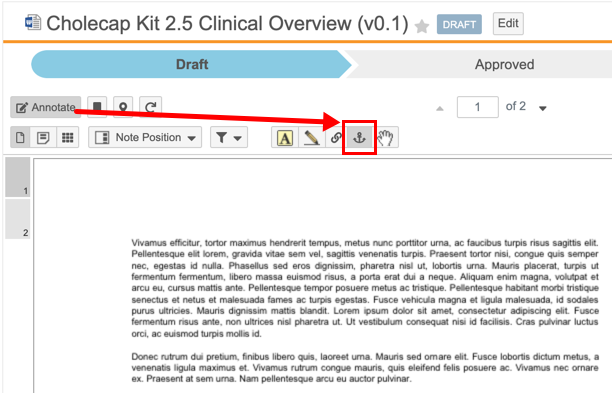 Cholecap Kit 2.5 Clinical Overview (v0.1) DRAFT Edit
Draft Approved
Annotate 1 of 2
Note Position A
1
2
Vivamus efficitur, tortor maximus hendrerit tempus, metus nunc porttitor urna, ac faucibus turpis risus sagittis elit.
Pellentesque elit lorem, gravida vitae sem vel, sagittis venenatis turpis. Praesent tortor nisi, congue quis semper
nec, egestas id nulla. Phasellus sed eros dignissim, pharetra nisl ut, lobortis urna. Mauris placerat, turpis ut
fermentum fermentum, libero massa euismod risus, a porta erat dui a neque. Aliquam enim magna, volutpat et
arcu eu, cursus mattis ante. Pellentesque tempor posuere metus ac tristique. Pellentesque habitant morbi tristique
senectus et netus et malesuada fames ac turpis egestas. Fusce vehicula magna et ligula malesuada, id sodales
purus ultricies. Mauris dignissim mattis blandit. Lorem ipsum dolor sit amet, consectetur adipiscing elit. Fusce
fermentum risus ante, non ultrices nisl pharetra ut. Ut vestibulum consequat nisi id facilisis. Cras pulvinar luctus
orci, ac euismod turpis mollis id.
Donec rutrum dui pretium, finibus libero quis, laoreet urna. Mauris sed ornare elit. Fusce lobortis dictum metus, a
venenatis ligula maximus et. Vivamus rutrum congue mauris, quis eleifend felis posuere ac. Vivamus nec ornare
ex. Praesent at sem urna. Nam pellentesque arcu eu auctor pulvinar.